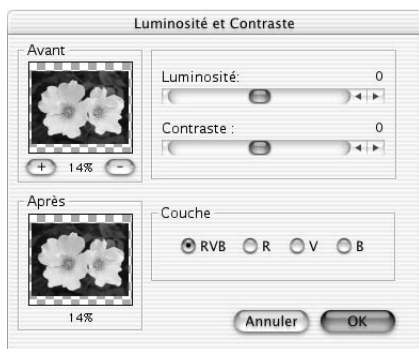 Luminosité et Contraste
Avant
+ 14% -
Luminosité: 0
Contraste : 0
Après
14%
Couche
RVB R V B
Annuler OK